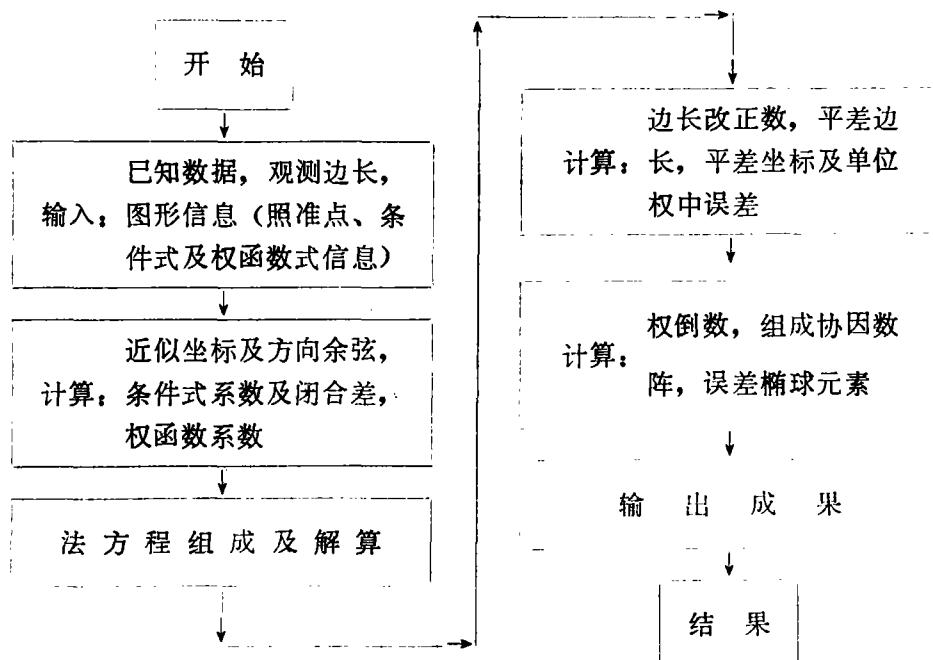 开始
已知数据，观测边长，
输入：图形信息（照准点、条
件式及权函数式信息）
近似坐标及方向余弦，
计算：条件式系数及闭合差，
权函数系数
法方程组成及解算
边长改正数，平差边
计算：长，平差坐标及单位
权中误差
权倒数，组成协因数
计算：
阵，误差椭球元素
输出成果
结果